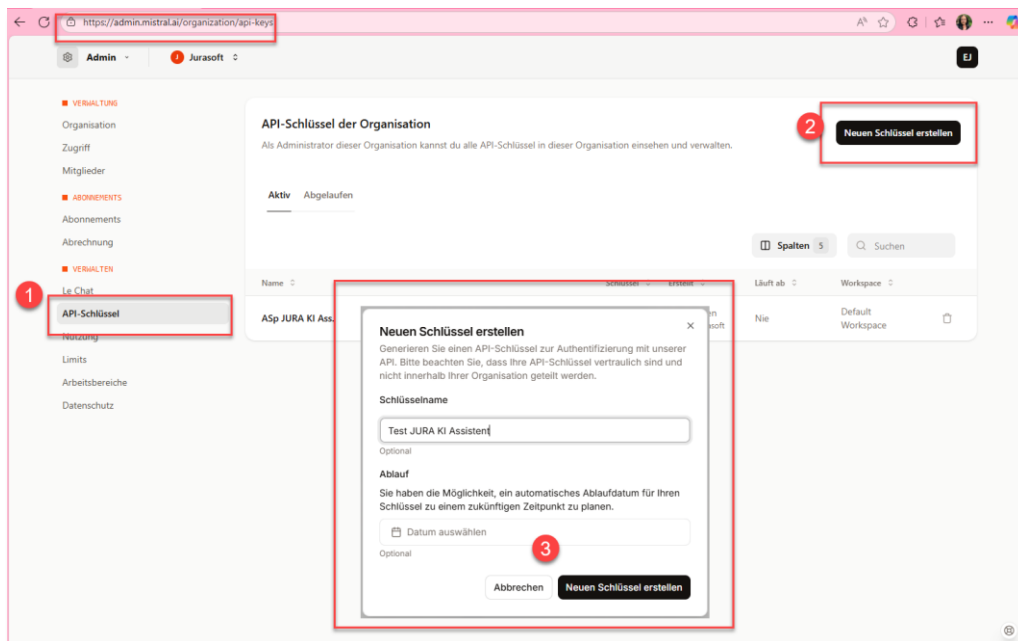 https://admin.mistral.ai/organization/api-keys
Admin
J Jurasoft
EJ
VERWALTUNG
Organisation
Zugriff
Mitglieder
ABONNEMENTS
Abonnements
Abrechnung
VERWALTEN
Le Chat
1
API-Schlüssel
Nutzung
Limits
Arbeitsbereiche
Datenschutz
API-Schlüssel der Organisation
Als Administrator dieser Organisation kannst du alle API-Schlüssel in dieser Organisation einsehen und verwalten.
2
Neuen Schlüssel erstellen
Aktiv Abgelaufen
Spalten 5
Suchen
Name Schlüssel Erstellt Läuft ab Workspace
ASp JURA KI Ass. Nie Default
Workspace
Neuen Schlüssel erstellen
Generieren Sie einen API-Schlüssel zur Authentifizierung mit unserer
API. Bitte beachten Sie, dass Ihre API-Schlüssel vertraulich sind und
nicht innerhalb Ihrer Organisation geteilt werden.
Schlüsselname
Test JURA KI Assistent
Optional
Ablauf
Sie haben die Möglichkeit, ein automatisches Ablaufdatum für Ihren
Schlüssel zu einem zukünftigen Zeitpunkt zu planen.
Datum auswählen
Optional
3
Abbrechen
Neuen Schlüssel erstellen